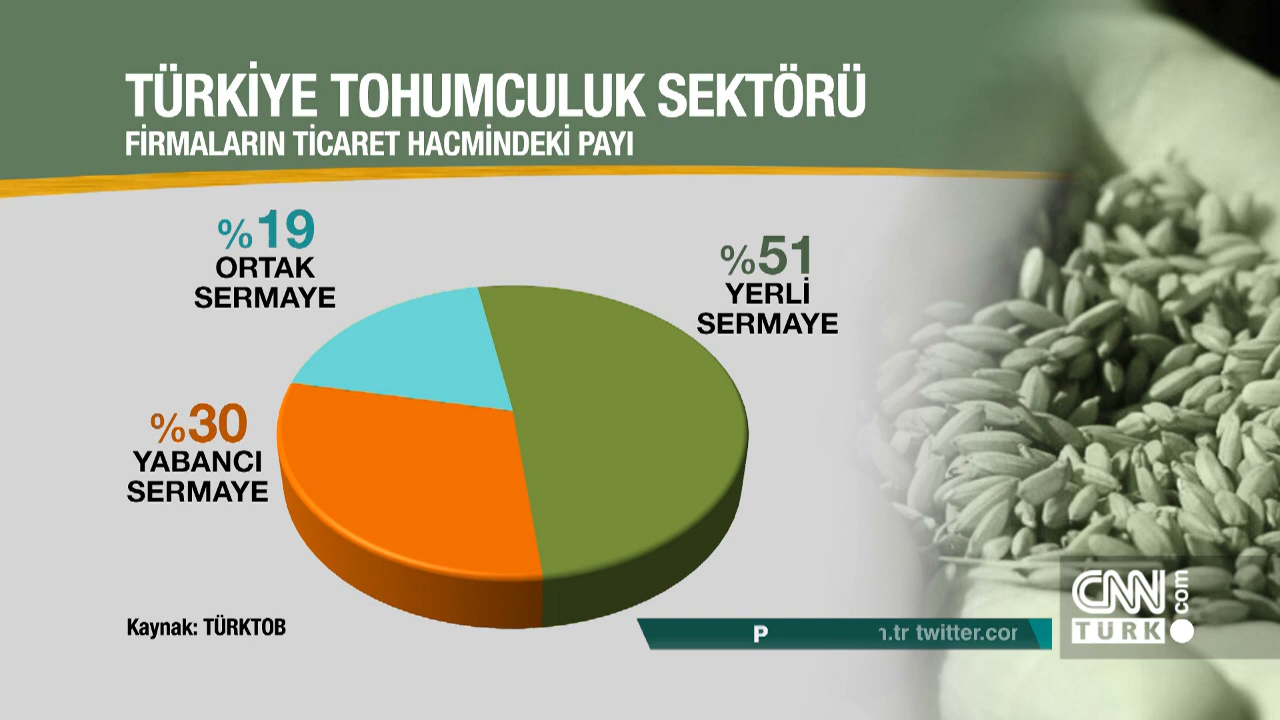 TÜRKİYE TOHUMCULUK SEKTÖRÜ
FİRMALARIN TİCARET HACMİNDEKİ PAYI
%19
ORTAK
SERMAYE
%51
YERLİ
SERMAYE
%30
YABANCI
SERMAYE
Kaynak: TÜRKTOB
P
.tr twitter.cor
CNN
TURK
.com